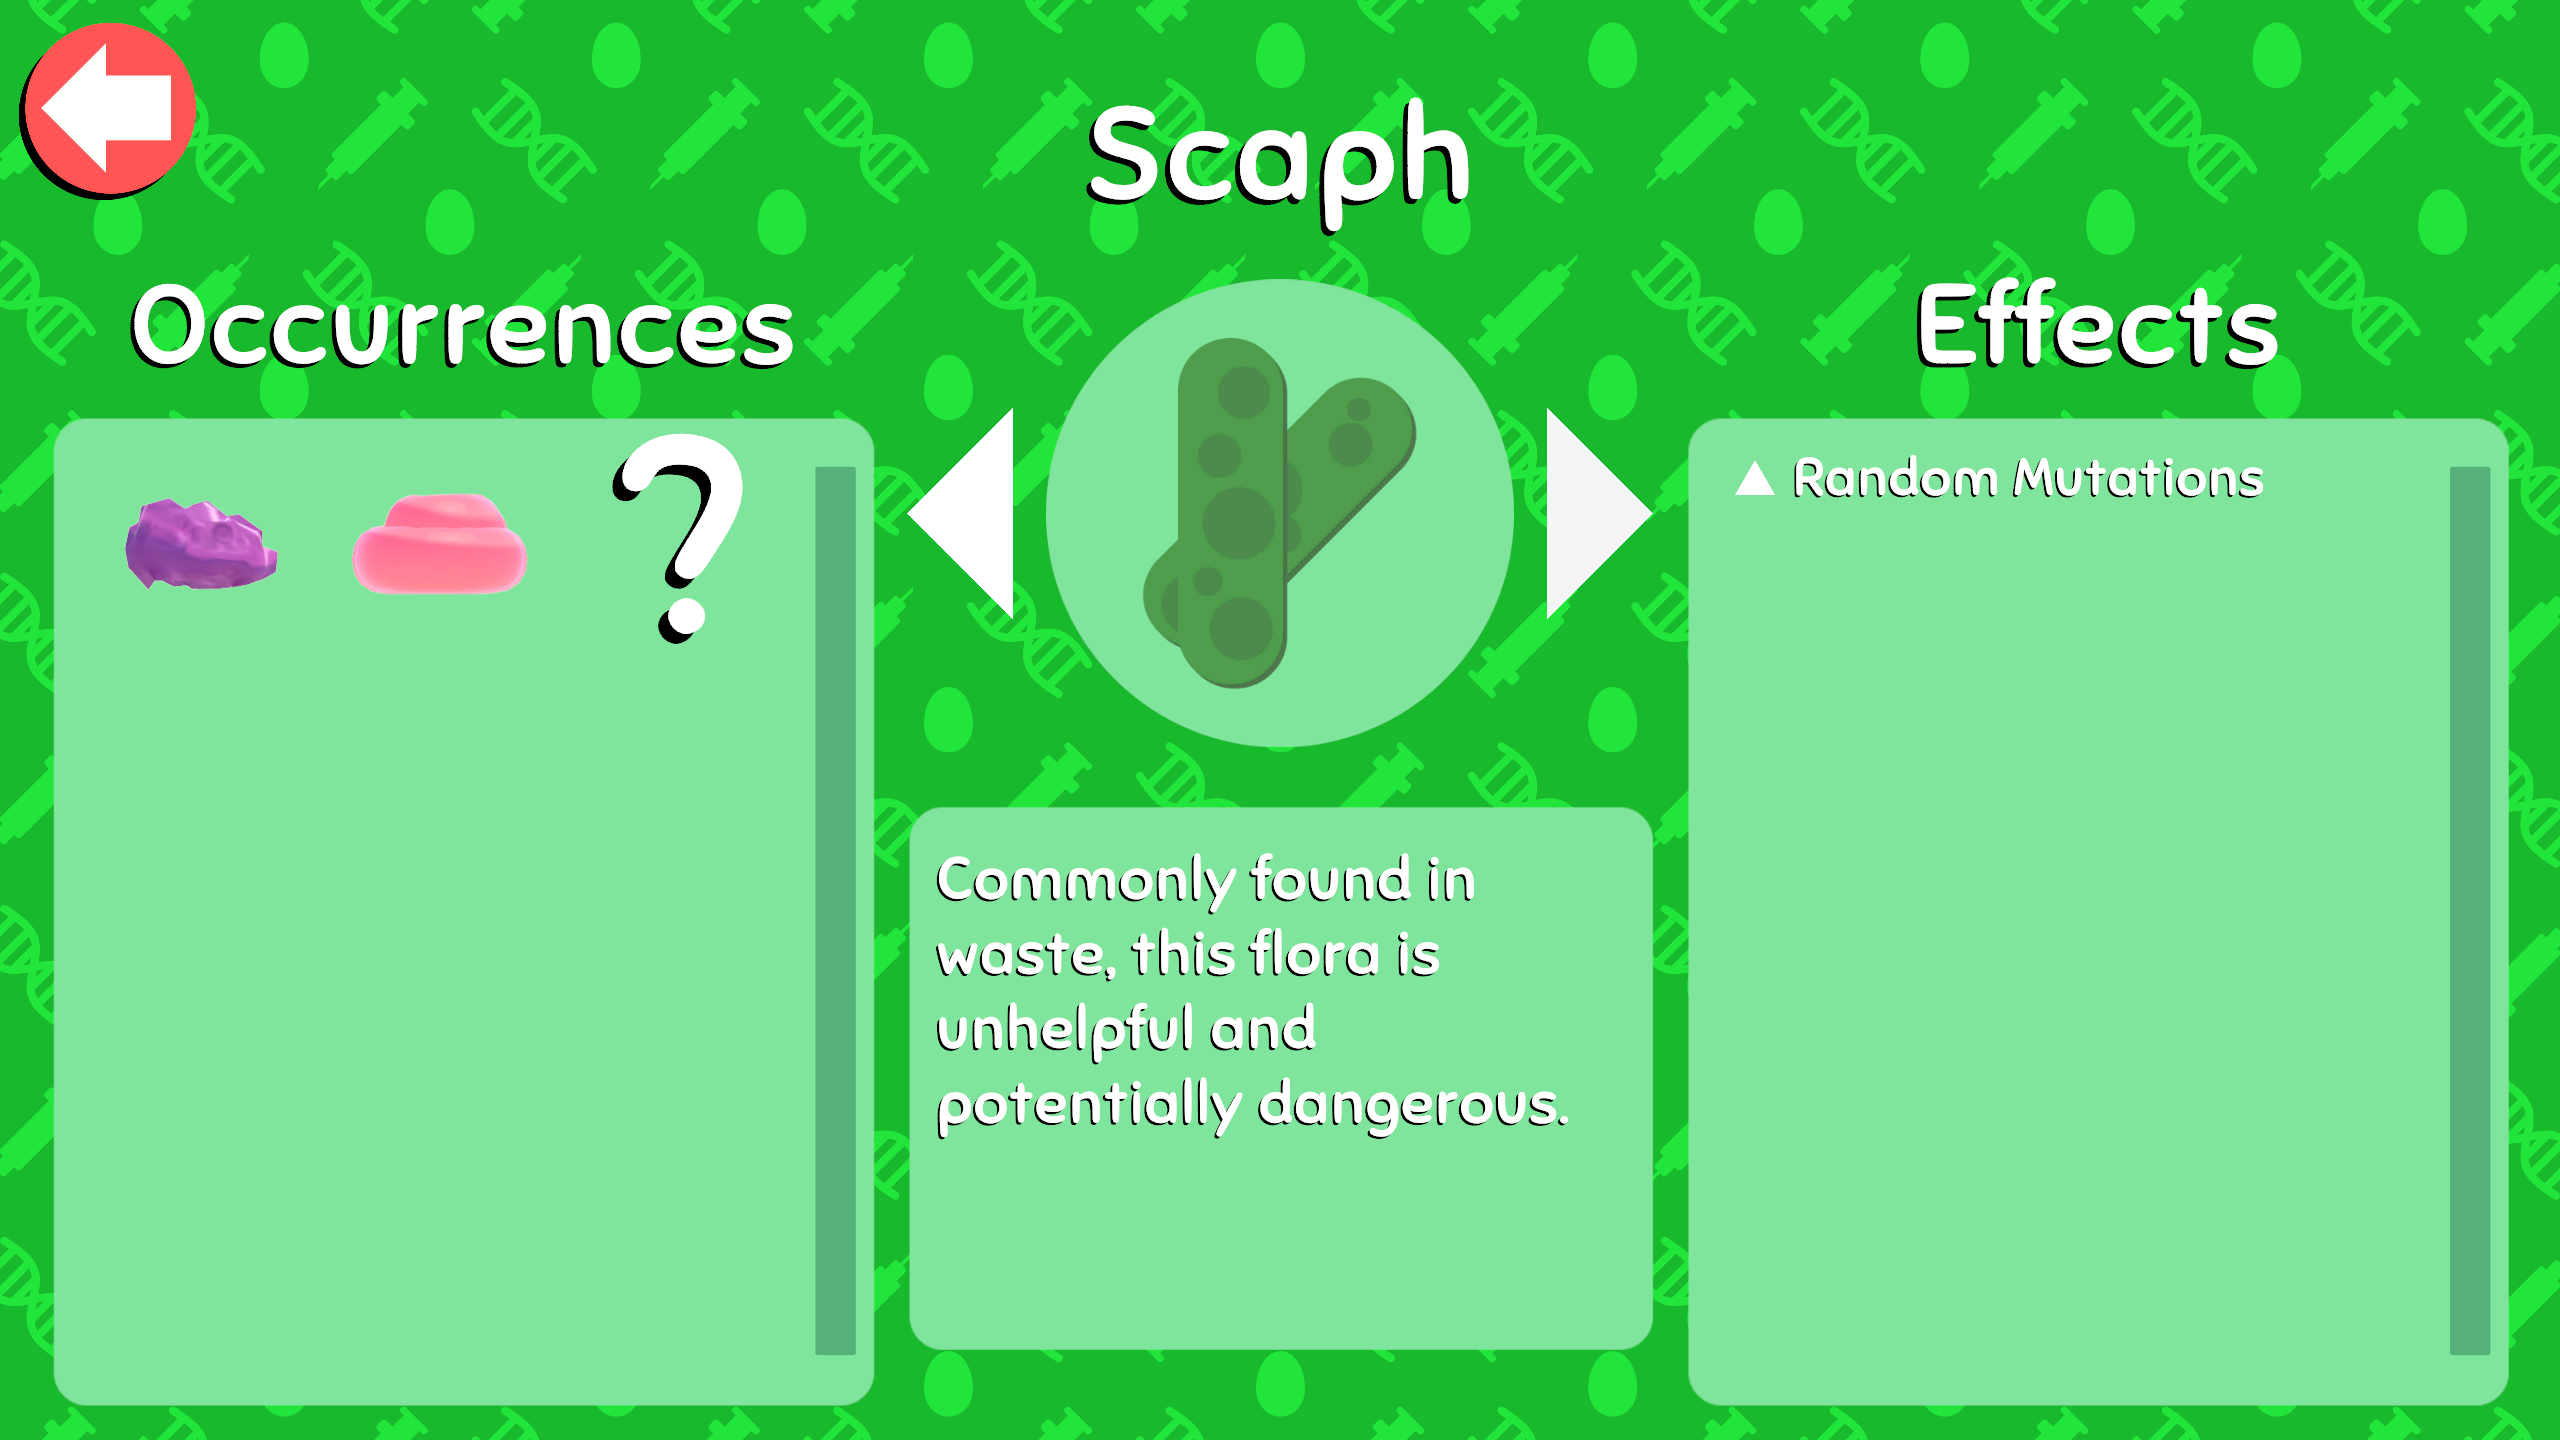 Scaph
Occurrences
?
Effects
Random Mutations
Commonly found in
waste, this flora is
unhelpful and
potentially dangerous.